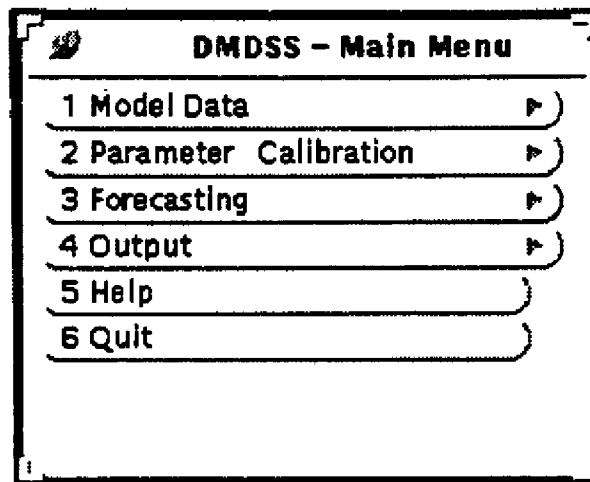 DMDSS - Main Menu
1 Model Data
2 Parameter Calibration
3 Forecasting
4 Output
5 Help
6 Quit